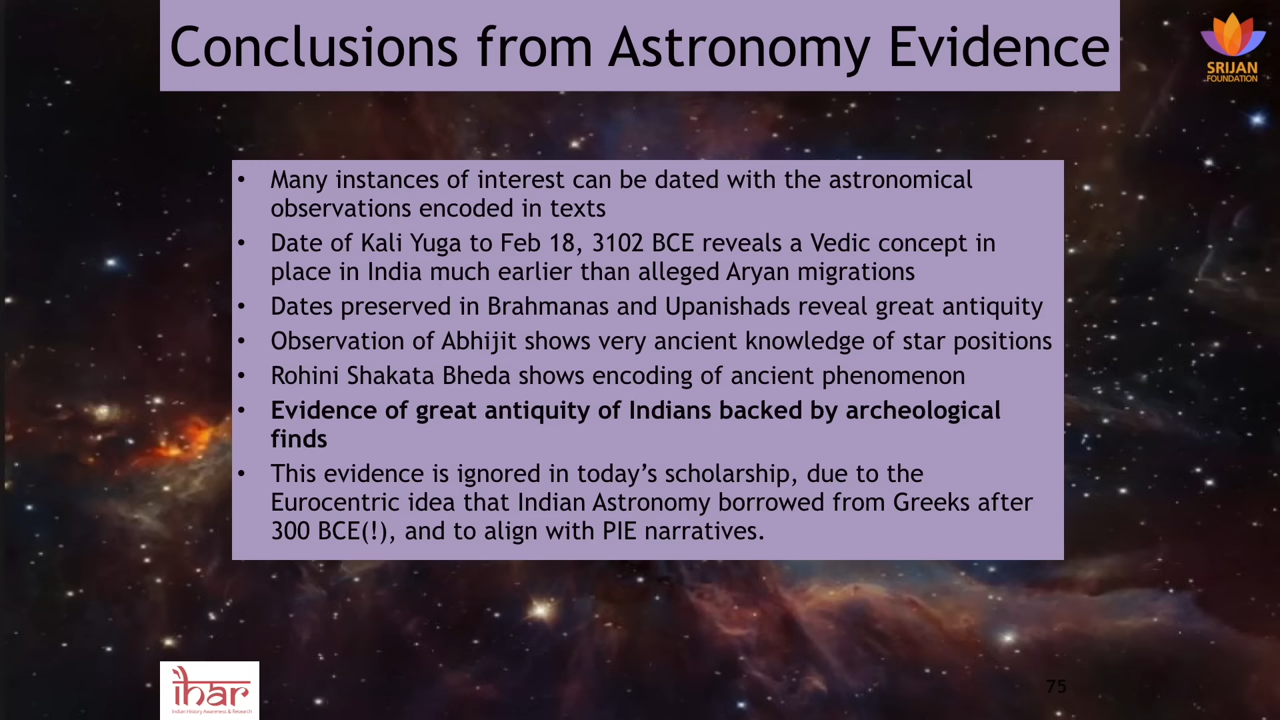 Conclusions from Astronomy Evidence
SRIJAN
FOUNDATION
• Many instances of interest can be dated with the astronomical
observations encoded in texts
• Date of Kali Yuga to Feb 18, 3102 BCE reveals a Vedic concept in
place in India much earlier than alleged Aryan migrations
• Dates preserved in Brahmanas and Upanishads reveal great antiquity
• Observation of Abhijit shows very ancient knowledge of star positions
• Rohini Shakata Bheda shows encoding of ancient phenomenon
• Evidence of great antiquity of Indians backed by archeological
finds
• This evidence is ignored in today’s scholarship, due to the
Eurocentric idea that Indian Astronomy borrowed from Greeks after
300 BCE(!), and to align with PIE narratives.
ihar
Indian History Awareness & Research
75